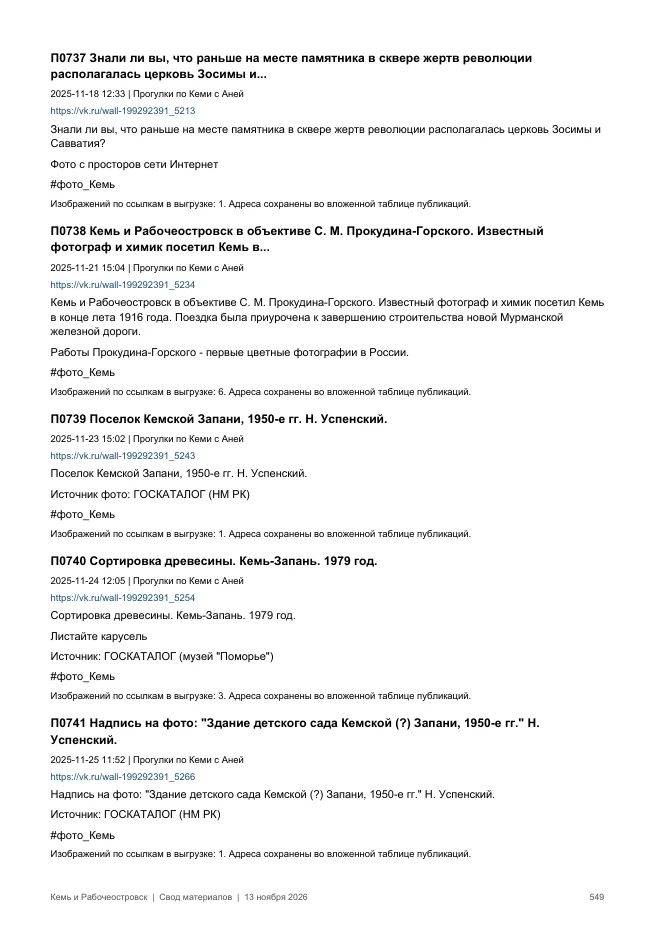 П0737 Знали ли вы, что раньше на месте памятника в сквере жертв революции
располагалась церковь Зосимы и...
2025-11-18 12:33 | Прогулки по Кеми с Аней
https://vk.ru/wall-199292391_5213
Знали ли вы, что раньше на месте памятника в сквере жертв революции располагалась церковь Зосимы и
Савватия?
Фото с просторов сети Интернет
#фото_Кемь
Изображений по ссылкам в выгрузке: 1. Адреса сохранены во вложенной таблице публикаций.
П0738 Кемь и Рабочеостровск в объективе С. М. Прокудина-Горского. Известный
фотограф и химик посетил Кемь в...
2025-11-21 15:04 | Прогулки по Кеми с Аней
https://vk.ru/wall-199292391_5234
Кемь и Рабочеостровск в объективе С. М. Прокудина-Горского. Известный фотограф и химик посетил Кемь
в конце лета 1916 года. Поездка была приурочена к завершению строительства новой Мурманской
железной дороги.
Работы Прокудина-Горского - первые цветные фотографии в России.
#фото_Кемь
Изображений по ссылкам в выгрузке: 6. Адреса сохранены во вложенной таблице публикаций.
П0739 Поселок Кемской Запани, 1950-е гг. Н. Успенский.
2025-11-23 15:02 | Прогулки по Кеми с Аней
https://vk.ru/wall-199292391_5243
Поселок Кемской Запани, 1950-е гг. Н. Успенский.
Источник фото: ГОСКАТАЛОГ (НМ РК)
#фото_Кемь
Изображений по ссылкам в выгрузке: 1. Адреса сохранены во вложенной таблице публикаций.
П0740 Сортировка древесины. Кемь-Запань. 1979 год.
2025-11-24 12:05 | Прогулки по Кеми с Аней
https://vk.ru/wall-199292391_5254
Сортировка древесины. Кемь-Запань. 1979 год.
Листайте карусель
Источник: ГОСКАТАЛОГ (музей "Поморье")
#фото_Кемь
Изображений по ссылкам в выгрузке: 3. Адреса сохранены во вложенной таблице публикаций.
П0741 Надпись на фото: "Здание детского сада Кемской (?) Запани, 1950-е гг." Н.
Успенский.
2025-11-25 11:52 | Прогулки по Кеми с Аней
https://vk.ru/wall-199292391_5266
Надпись на фото: "Здание детского сада Кемской (?) Запани, 1950-е гг." Н. Успенский.
Источник: ГОСКАТАЛОГ (НМ РК)
#фото_Кемь
Изображений по ссылкам в выгрузке: 1. Адреса сохранены во вложенной таблице публикаций.
Кемь и Рабочеостровск | Свод материалов | 13 ноября 2026 549